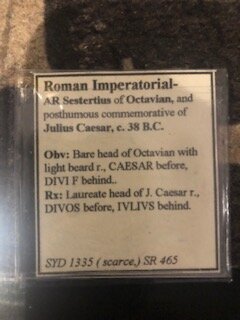 Roman Imperatorial-
AR Sestertius of Octavian, and
posthumous commemorative of
Julius Caesar, c. 38 B.C.
Obv: Bare head of Octavian with
light beard r., CAESAR before,
DIVI F behind..
Rx: Laureate head of J. Caesar r.,
DIVOS before, IVLIVS behind.
SYD 1335 ( scarce,) SR 465